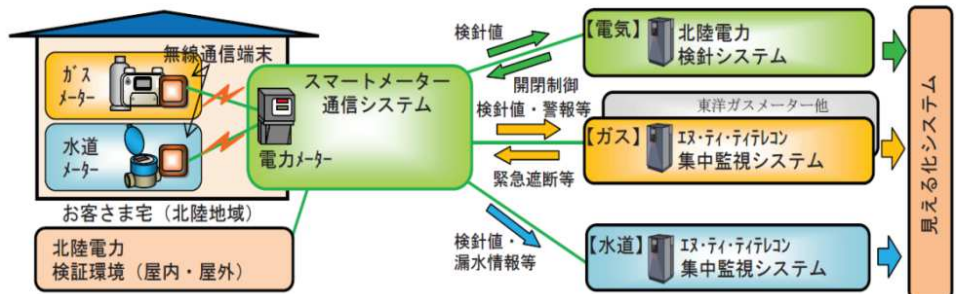 無線通信端末
ガス
メーター
水道
メーター
電力メーター
お客さま宅（北陸地域）
北陸電力
検証環境（屋内・屋外）
スマートメーター
通信システム
検針値
開閉制御
検針値・警報等
緊急遮断等
検針値・
漏水情報等
【電気】
北陸電力
検針システム
東洋ガスメーター他
【ガス】
エヌ・ティ・ティテレコン
集中監視システム
【水道】
エヌ・ティ・ティテレコン
集中監視システム
見える化システム